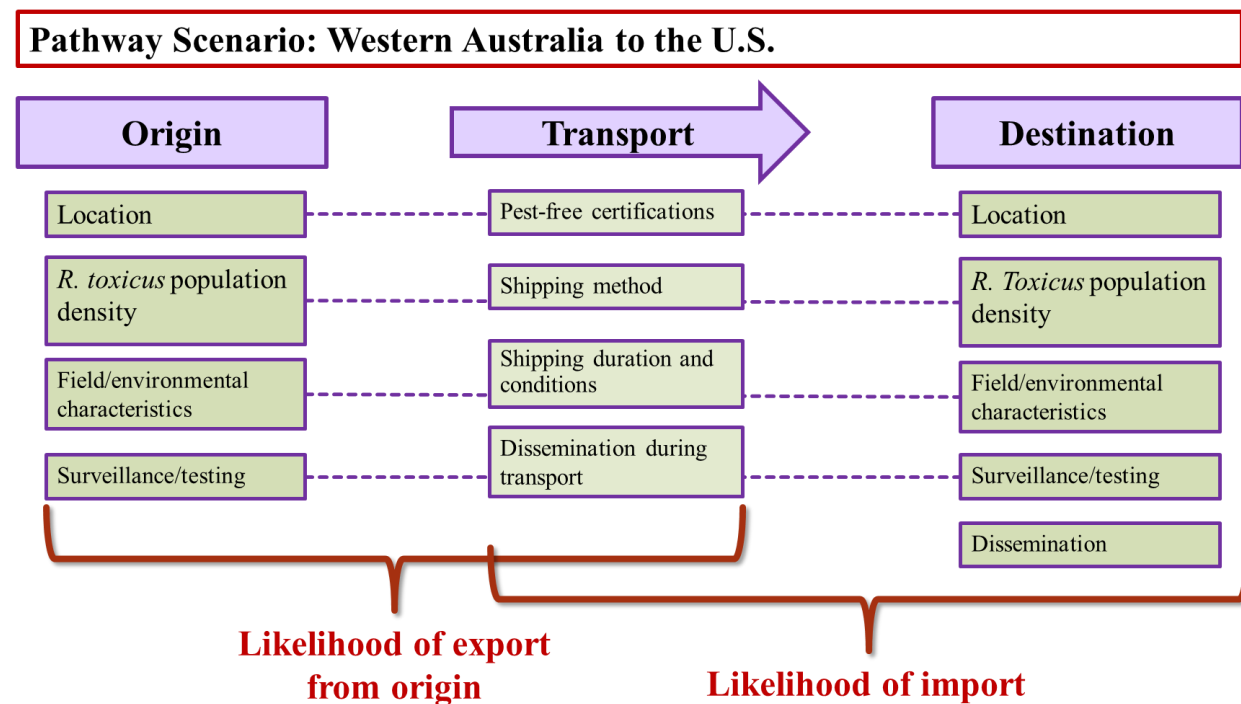 Pathway Scenario: Western Australia to the U.S.
Origin
Transport
Destination
Location
Pest-free certifications
Location
R. toxicus population
density
Shipping method
R. Toxicus population
density
Field/environmental
characteristics
Shipping duration and
conditions
Field/environmental
characteristics
Surveillance/testing
Dissemination during
transport
Surveillance/testing
Dissemination
Likelihood of export
from origin
Likelihood of import